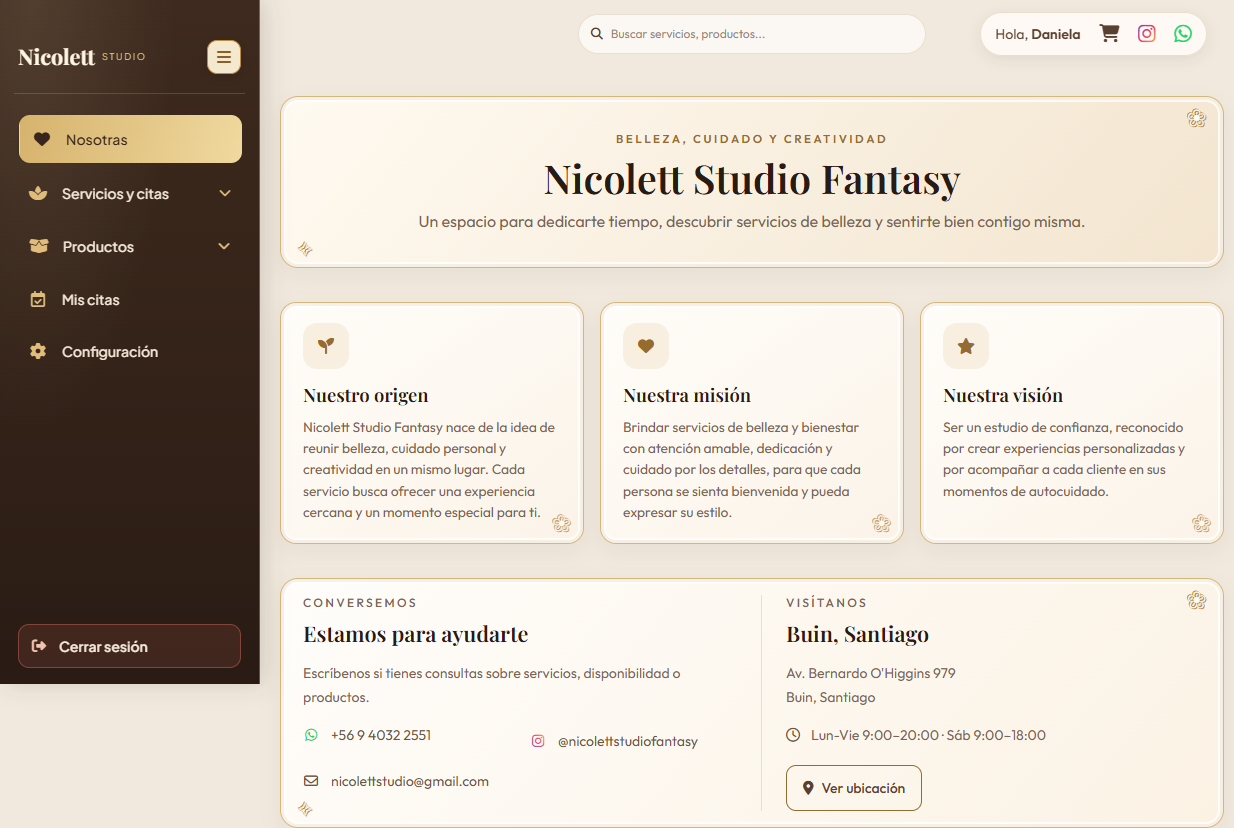 Nicolett STUDIO
Nosotras
Servicios y citas
Productos
Mis citas
Configuración
Cerrar sesión
Buscar servicios, productos...
Hola, Daniela
BELLEZA, CUIDADO Y CREATIVIDAD
Nicolett Studio Fantasy
Un espacio para dedicarte tiempo, descubrir servicios de belleza y sentirte bien contigo misma.
Nuestro origen
Nicolett Studio Fantasy nace de la idea de
reunir belleza, cuidado personal y
creatividad en un mismo lugar. Cada
servicio busca ofrecer una experiencia
cercana y un momento especial para ti.
Nuestra misión
Brindar servicios de belleza y bienestar
con atención amable, dedicación y
cuidado por los detalles, para que cada
persona se sienta bienvenida y pueda
expresar su estilo.
Nuestra visión
Ser un estudio de confianza, reconocido
por crear experiencias personalizadas y
por acompañar a cada cliente en sus
momentos de autocuidado.
CONVERSEMOS
Estamos para ayudarte
Escríbenos si tienes consultas sobre servicios, disponibilidad o
productos.
+56 9 4032 2551
@nicolettstudiofantasy
nicolettstudio@gmail.com
VISÍTANOS
Buin, Santiago
Av. Bernardo O'Higgins 979
Buin, Santiago
Lun-Vie 9:00–20:00 · Sáb 9:00–18:00
Ver ubicación